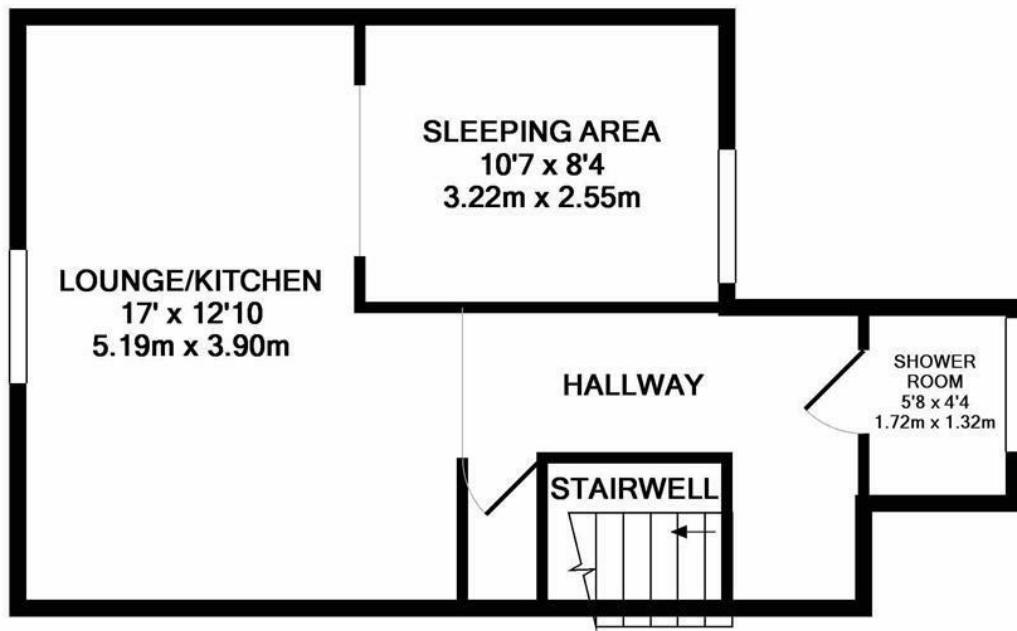 SLEEPING AREA
10'7 x 8'4
3.22m x 2.55m
LOUNGE/KITCHEN
17' x 12'10
5.19m x 3.90m
HALLWAY
SHOWER
ROOM
5'8 x 4'4
1.72m x 1.32m
STAIRWELL